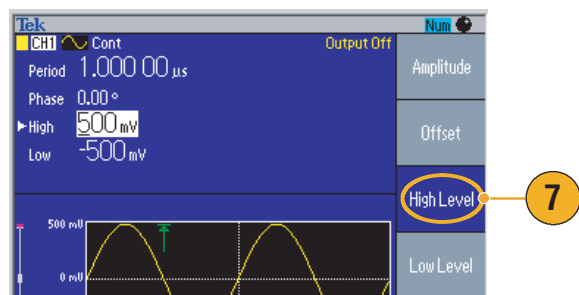 Tek
Num
CH1 Cont
Output Off
Period 1.000 00 µs
Phase 0.00 °
High 500 mV
Low -500 mV
Amplitude
Offset
High Level
Low Level
7
500 mV
0 mV